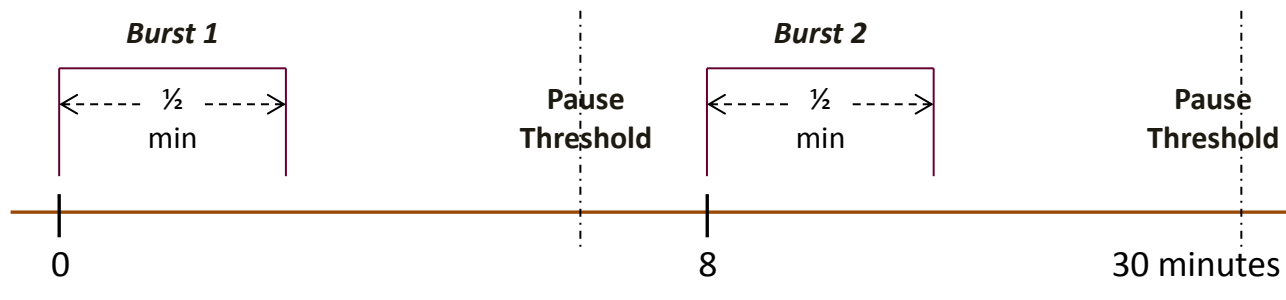 Burst 1
Burst 2
½
min
Pause
Threshold
½
min
Pause
Threshold
0
8
30 minutes